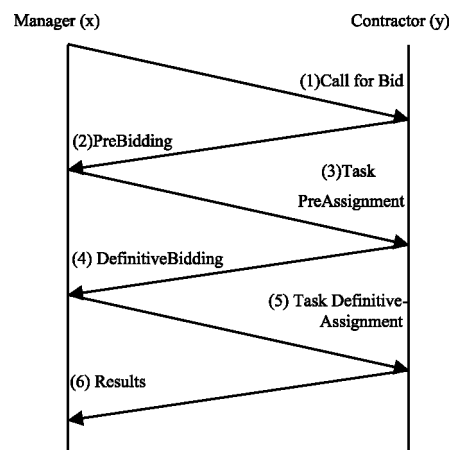 Manager (x)
Contractor (y)
(1)Call for Bid
(2)PreBidding
(3)Task
PreAssignment
(4) DefinitiveBidding
(5) Task Definitive-
Assignment
(6) Results